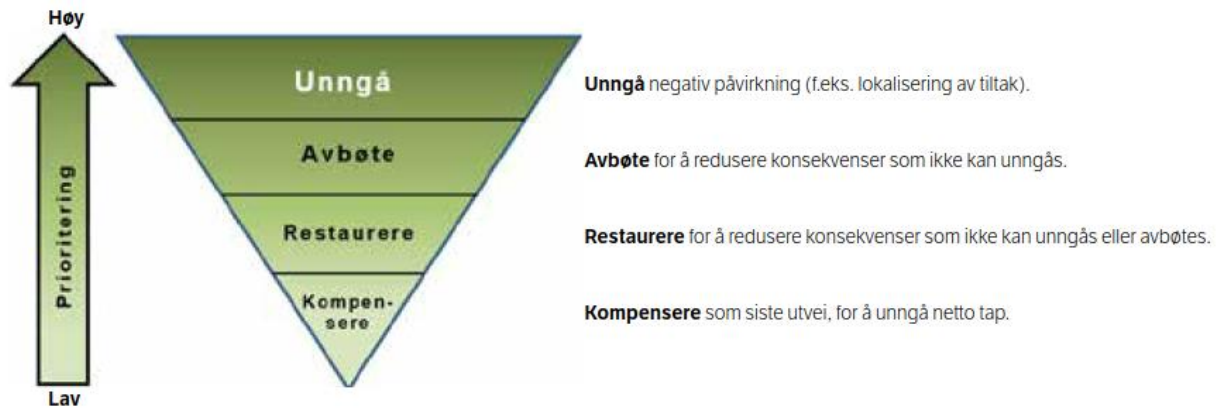 Høy
Prioritering
Lav
Unngå
Avbøte
Restaurere
Kompen-
sere
Unngå negativ påvirkning (f.eks. lokalisering av tiltak).
Avbøte for å redusere konsekvenser som ikke kan unngås.
Restaurere for å redusere konsekvenser som ikke kan unngås eller avbøtes.
Kompensere som siste utvei, for å unngå netto tap.